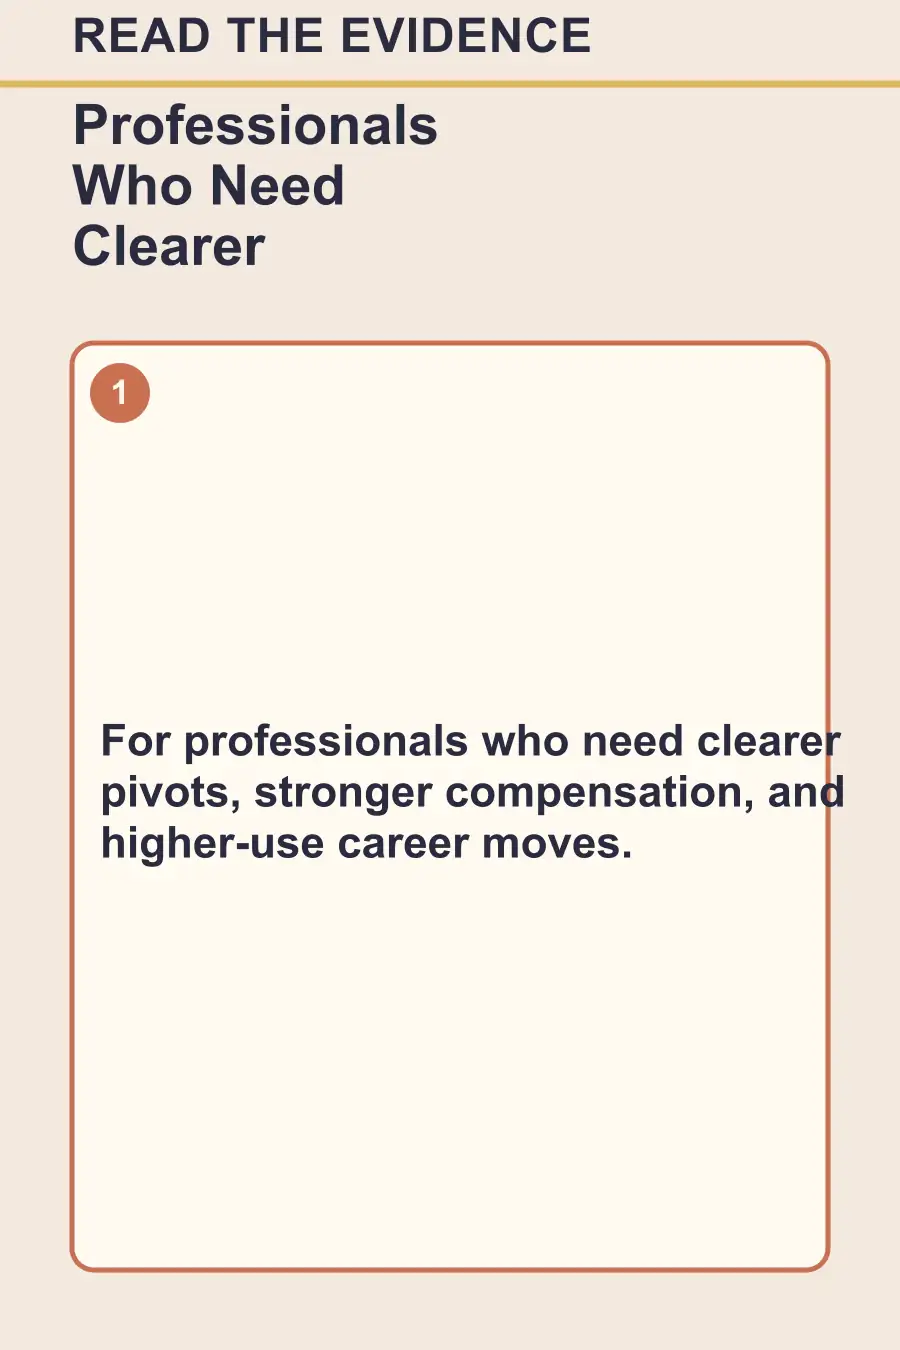 READ THE EVIDENCE
Professionals
Who Need
Clearer
1
For professionals who need clearer
pivots, stronger compensation, and
higher-use career moves.